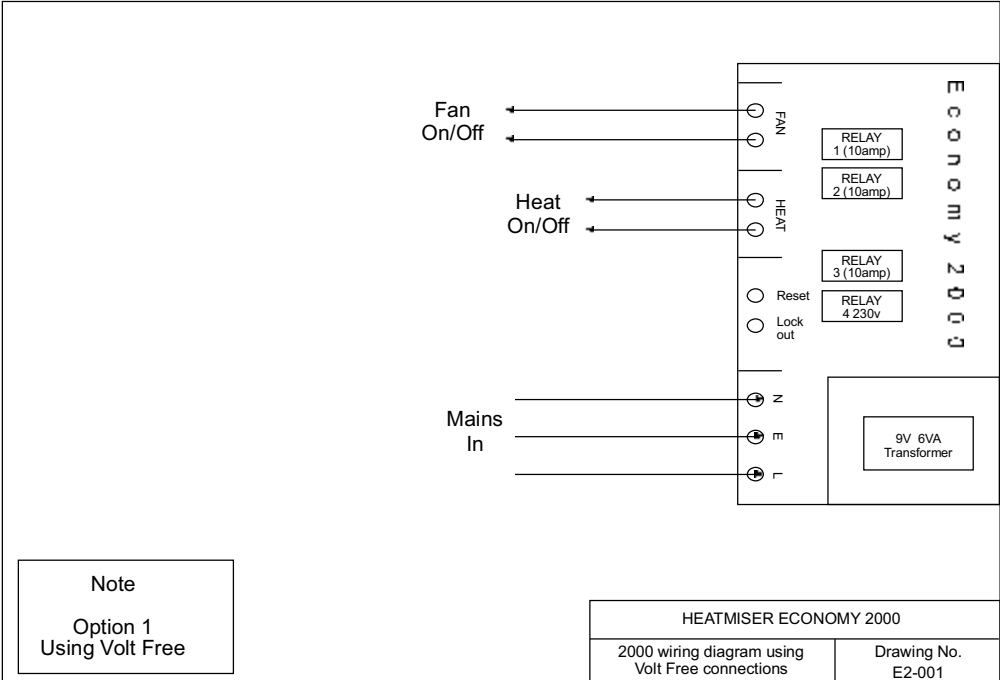 Fan
On/Off
FAN
RELAY
1 (10amp)
RELAY
2 (10amp)
Heat
On/Off
HEAT
RELAY
3 (10amp)
RELAY
4 230v
Reset
Lock
out
Economy 2000
Mains
In
N
E
L
9V 6VA
Transformer
Note
Option 1
Using Volt Free
HEATMISER ECONOMY 2000
2000 wiring diagram using
Volt Free connections
Drawing No.
E2-001